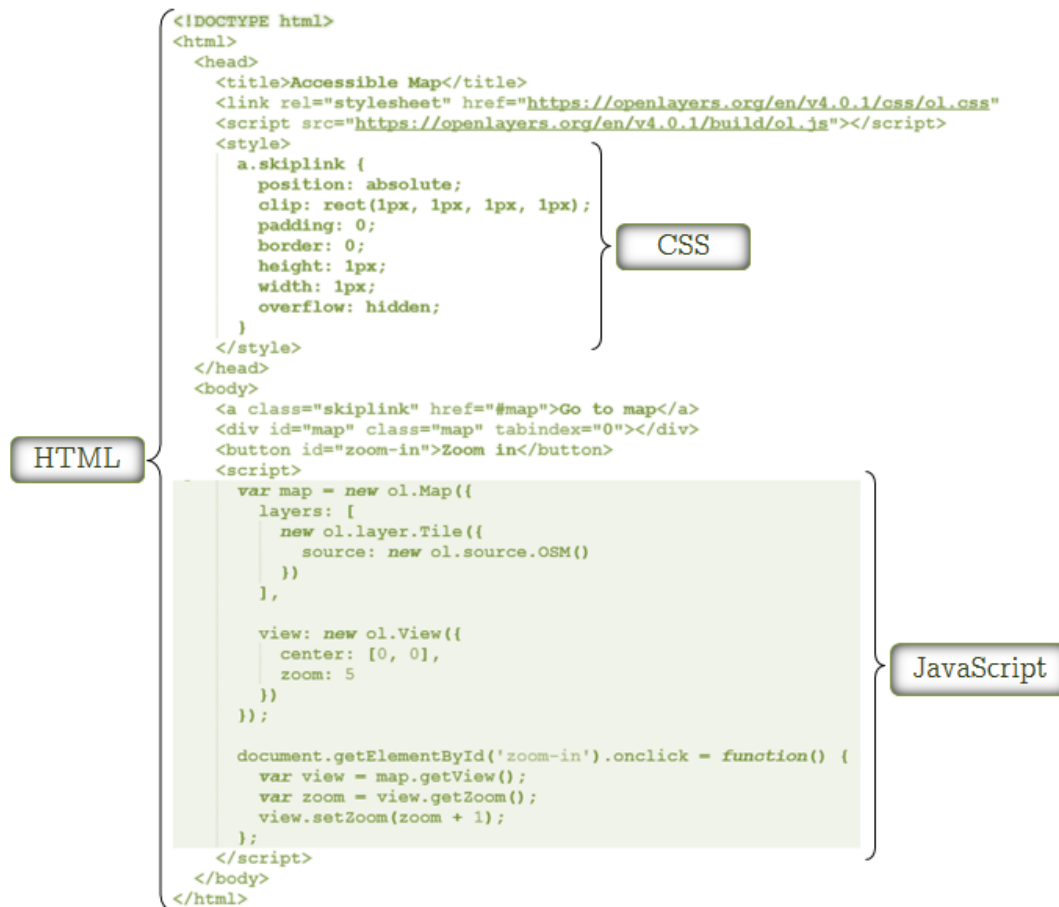 <!DOCTYPE html>
<html>
<head>
<title>Accessible Map</title>
<link rel="stylesheet" href="https://openlayers.org/en/v4.0.1/css/ol.css"
<script src="https://openlayers.org/en/v4.0.1/build/ol.js"></script>
<style>
a.skiplink {
position: absolute;
clip: rect(1px, 1px, 1px, 1px);
padding: 0;
border: 0;
height: 1px;
width: 1px;
overflow: hidden;
}
</style>
CSS
</head>
<body>
<a class="skiplink" href="#map">Go to map</a>
<div id="map" class="map" tabindex="0"></div>
<button id="zoom-in">Zoom in</button>
HTML
<script>
var map = new ol.Map({
layers: [
new ol.layer.Tile({
source: new ol.source.OSM()
})
],
view: new ol.View({
center: [0, 0],
zoom: 5
})
});
document.getElementById('zoom-in').onclick = function() {
var view = map.getView();
var zoom = view.getZoom();
view.setZoom(zoom + 1);
};
JavaScript
</script>
</body>
</html>